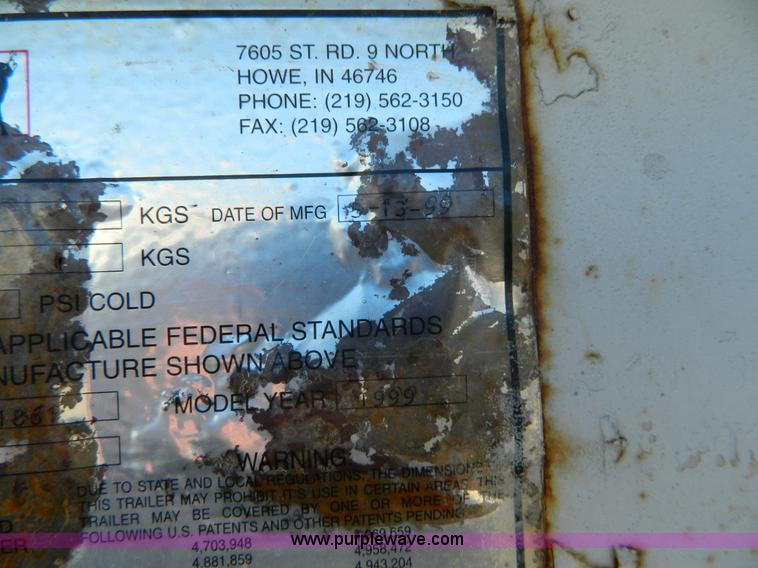 7605 ST. RD. 9 NORTH
HOWE, IN 46746
PHONE: (219) 562-3150
FAX: (219) 562-3108
KGS DATE OF MFG -13-99
KGS
PSI COLD
APPLICABLE FEDERAL STANDARDS
NUFACTURE SHOWN ABOVE
1861 MODEL YEAR 1999
WARNING
DUE TO STATE AND LOCAL REGULATIONS, THE DIMENSIONS
THIS TRAILER MAY PROHIBIT IT'S USE IN CERTAIN AREAS THIS
TRAILER MAY BE COVERED BY ONE OR MORE OF THE
FOLLOWING U.S. PATENTS AND OTHER PATENTS PENDING
4,703,948 4,958,472
4,881,859 4,943,204
www.purplewave.com